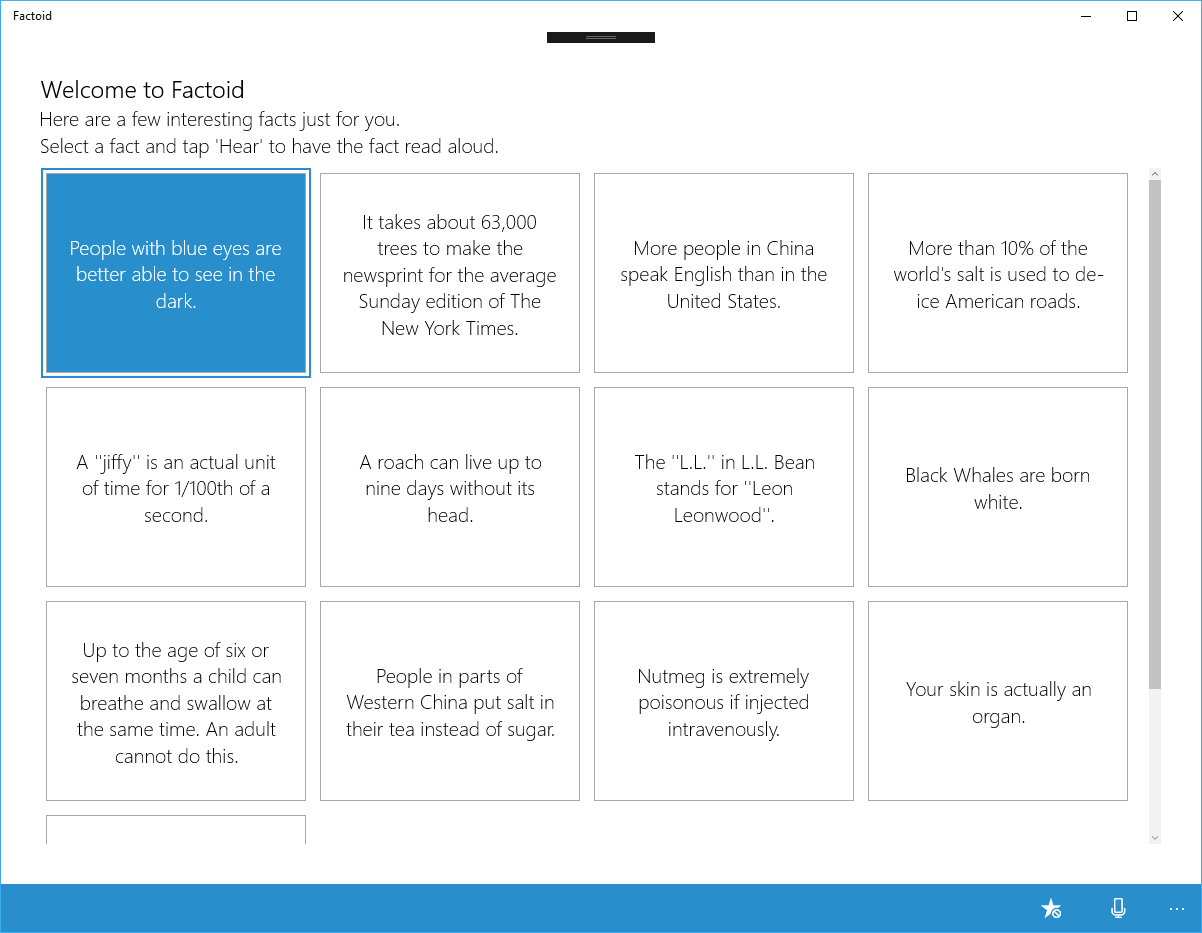 Factoid
Welcome to Factoid
Here are a few interesting facts just for you.
Select a fact and tap 'Hear' to have the fact read aloud.
People with blue eyes are
better able to see in the
dark.
It takes about 63,000
trees to make the
newsprint for the average
Sunday edition of The
New York Times.
More people in China
speak English than in the
United States.
More than 10% of the
world's salt is used to de-
ice American roads.
A ''jiffy'' is an actual unit
of time for 1/100th of a
second.
A roach can live up to
nine days without its
head.
The ''L.L.'' in L.L. Bean
stands for ''Leon
Leonwood''.
Black Whales are born
white.
Up to the age of six or
seven months a child can
breathe and swallow at
the same time. An adult
cannot do this.
People in parts of
Western China put salt in
their tea instead of sugar.
Nutmeg is extremely
poisonous if injected
intravenously.
Your skin is actually an
organ.